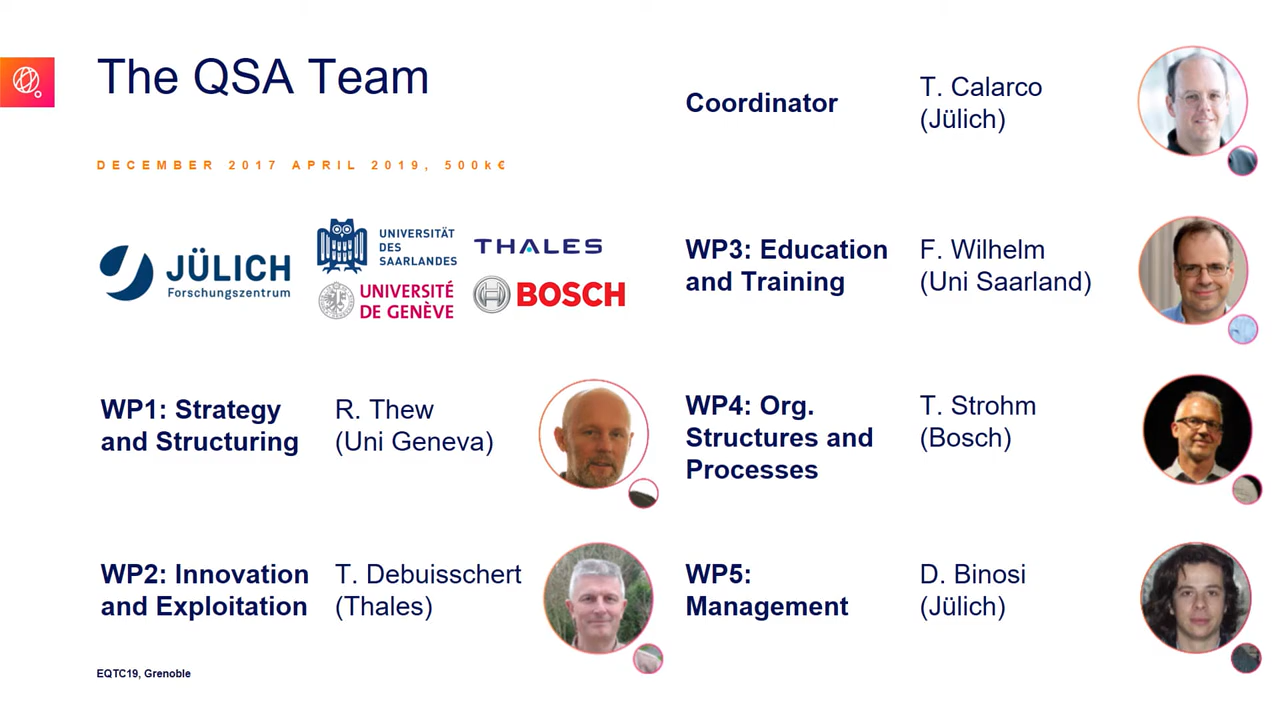 The QSA Team
DECEMBER 2017 APRIL 2019, 500k€
JÜLICH
Forschungszentrum
UNIVERSITÄT
DES
SAARLANDES
THALES
UNIVERSITÉ
DE GENÈVE
BOSCH
Coordinator
T. Calarco
(Jülich)
WP3: Education
and Training
F. Wilhelm
(Uni Saarland)
WP1: Strategy
and Structuring
R. Thew
(Uni Geneva)
WP4: Org.
Structures and
Processes
T. Strohm
(Bosch)
WP2: Innovation
and Exploitation
T. Debuisschert
(Thales)
WP5:
Management
D. Binosi
(Jülich)
EQTC19, Grenoble